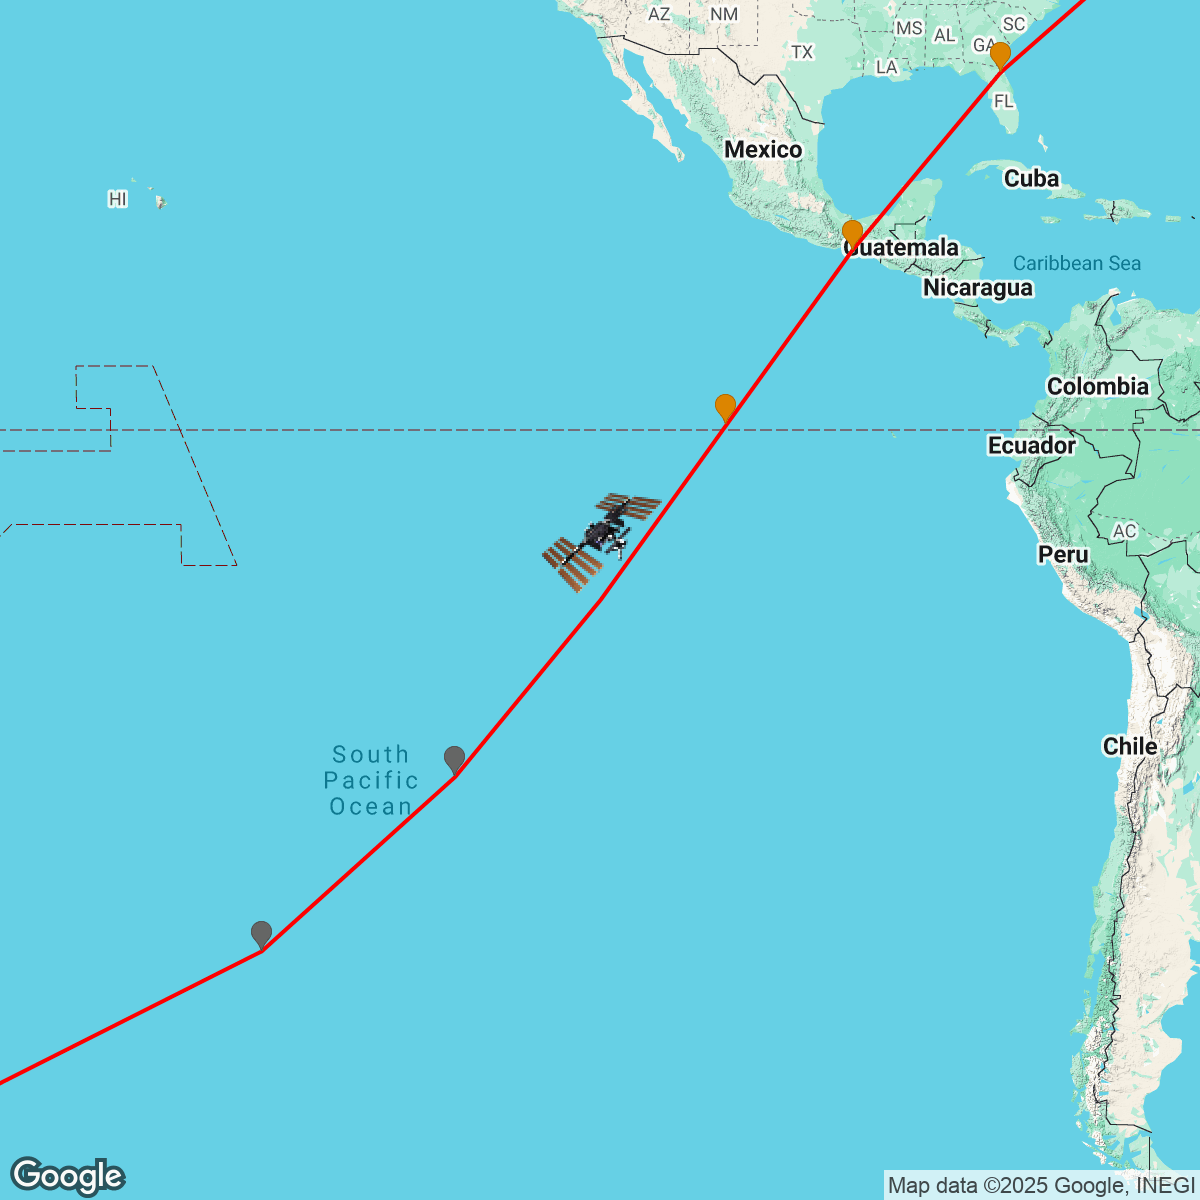 AZ
NM
SC
MS
AL
GA
TX
LA
FL
Mexico
Cuba
HI
Guatemala
Caribbean Sea
Nicaragua
Colombia
Ecuador
AC
Peru
South
Pacific
Ocean
Chile
Google
Map data ©2025 Google, INEGI